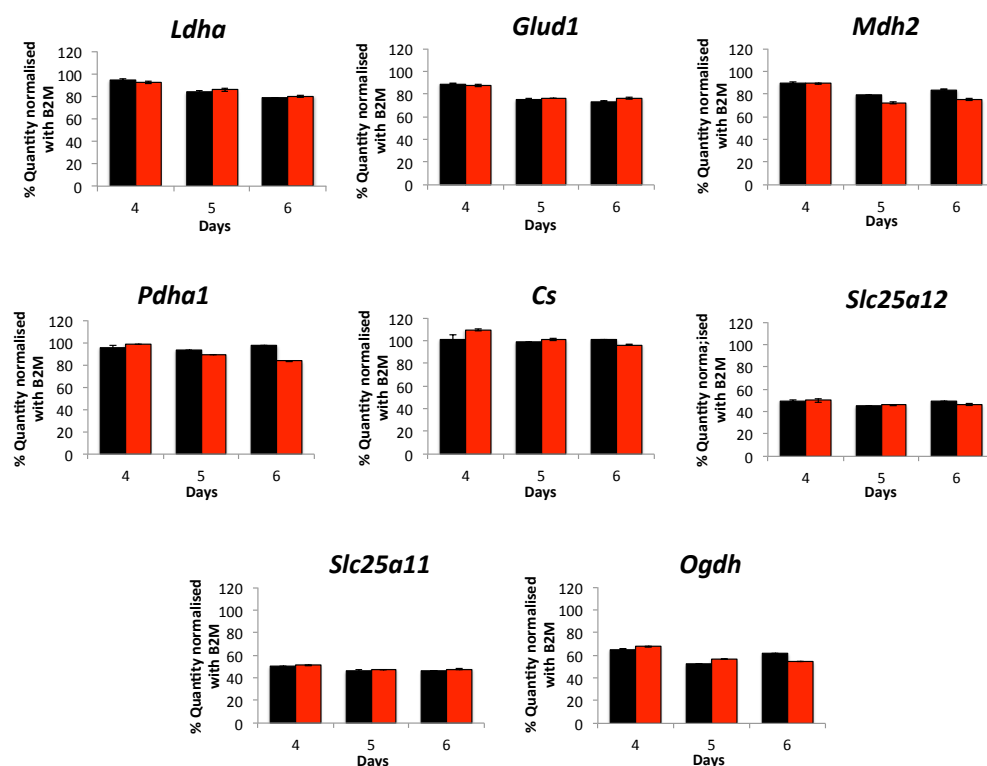 Ldha
% Quantity normalised
with B2M
120
100
80
60
40
20
0
4
5
6
Days
Glud1
% Quantity normalised
with B2M
120
100
80
60
40
20
0
4
5
6
Days
Mdh2
% Quantity normalised
with B2M
120
100
80
60
40
20
0
4
5
6
Days
Pdha1
% Quantity normalised
with B2M
120
100
80
60
40
20
0
4
5
6
Days
Cs
% Quantity normalised
with B2M
120
100
80
60
40
20
0
4
5
6
Days
Slc25a12
% Quantity norma;ised
with B2M
120
100
80
60
40
20
0
4
5
6
Days
Slc25a11
% Quantity normalised
with B2M
120
100
80
60
40
20
0
4
5
6
Days
Ogdh
% Quantity normalised
with B2M
120
100
80
60
40
20
0
4
5
6
Days